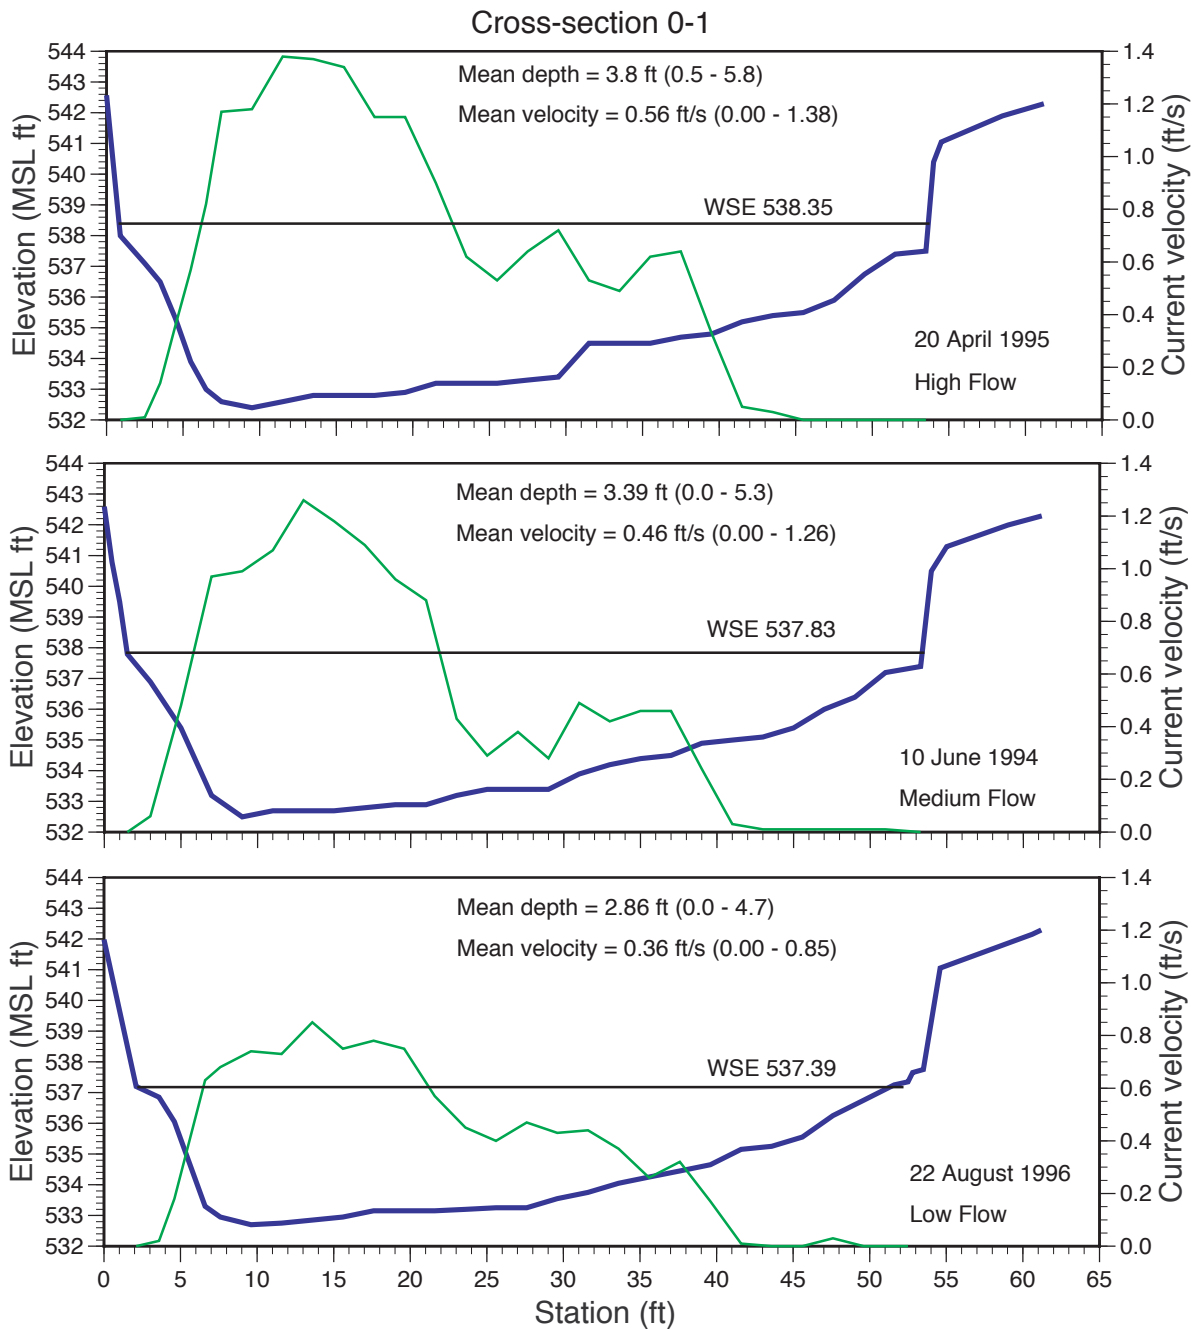 Cross-section 0-1
544
543
542
541
540
539
538
537
536
535
534
533
532
Elevation (MSL ft)
Mean depth = 3.8 ft (0.5 - 5.8)
Mean velocity = 0.56 ft/s (0.00 - 1.38)
WSE 538.35
20 April 1995
High Flow
1.4
1.2
1.0
0.8
0.6
0.4
0.2
0.0
Current velocity (ft/s)
544
543
542
541
540
539
538
537
536
535
534
533
532
Elevation (MSL ft)
Mean depth = 3.39 ft (0.0 - 5.3)
Mean velocity = 0.46 ft/s (0.00 - 1.26)
WSE 537.83
10 June 1994
Medium Flow
1.4
1.2
1.0
0.8
0.6
0.4
0.2
0.0
Current velocity (ft/s)
544
543
542
541
540
539
538
537
536
535
534
533
532
Elevation (MSL ft)
Mean depth = 2.86 ft (0.0 - 4.7)
Mean velocity = 0.36 ft/s (0.00 - 0.85)
WSE 537.39
22 August 1996
Low Flow
1.4
1.2
1.0
0.8
0.6
0.4
0.2
0.0
Current velocity (ft/s)
0 5 10 15 20 25 30 35 40 45 50 55 60 65
Station (ft)